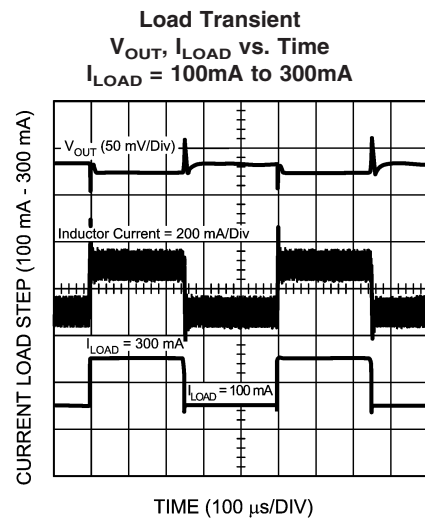 Load Transient
VOUT, ILOAD vs. Time
ILOAD = 100mA to 300mA
CURRENT LOAD STEP (100 mA - 300 mA)
VOUT (50 mV/Div)
Inductor Current = 200 mA/Div
ILOAD = 300 mA
ILOAD = 100 mA
TIME (100 µs/DIV)